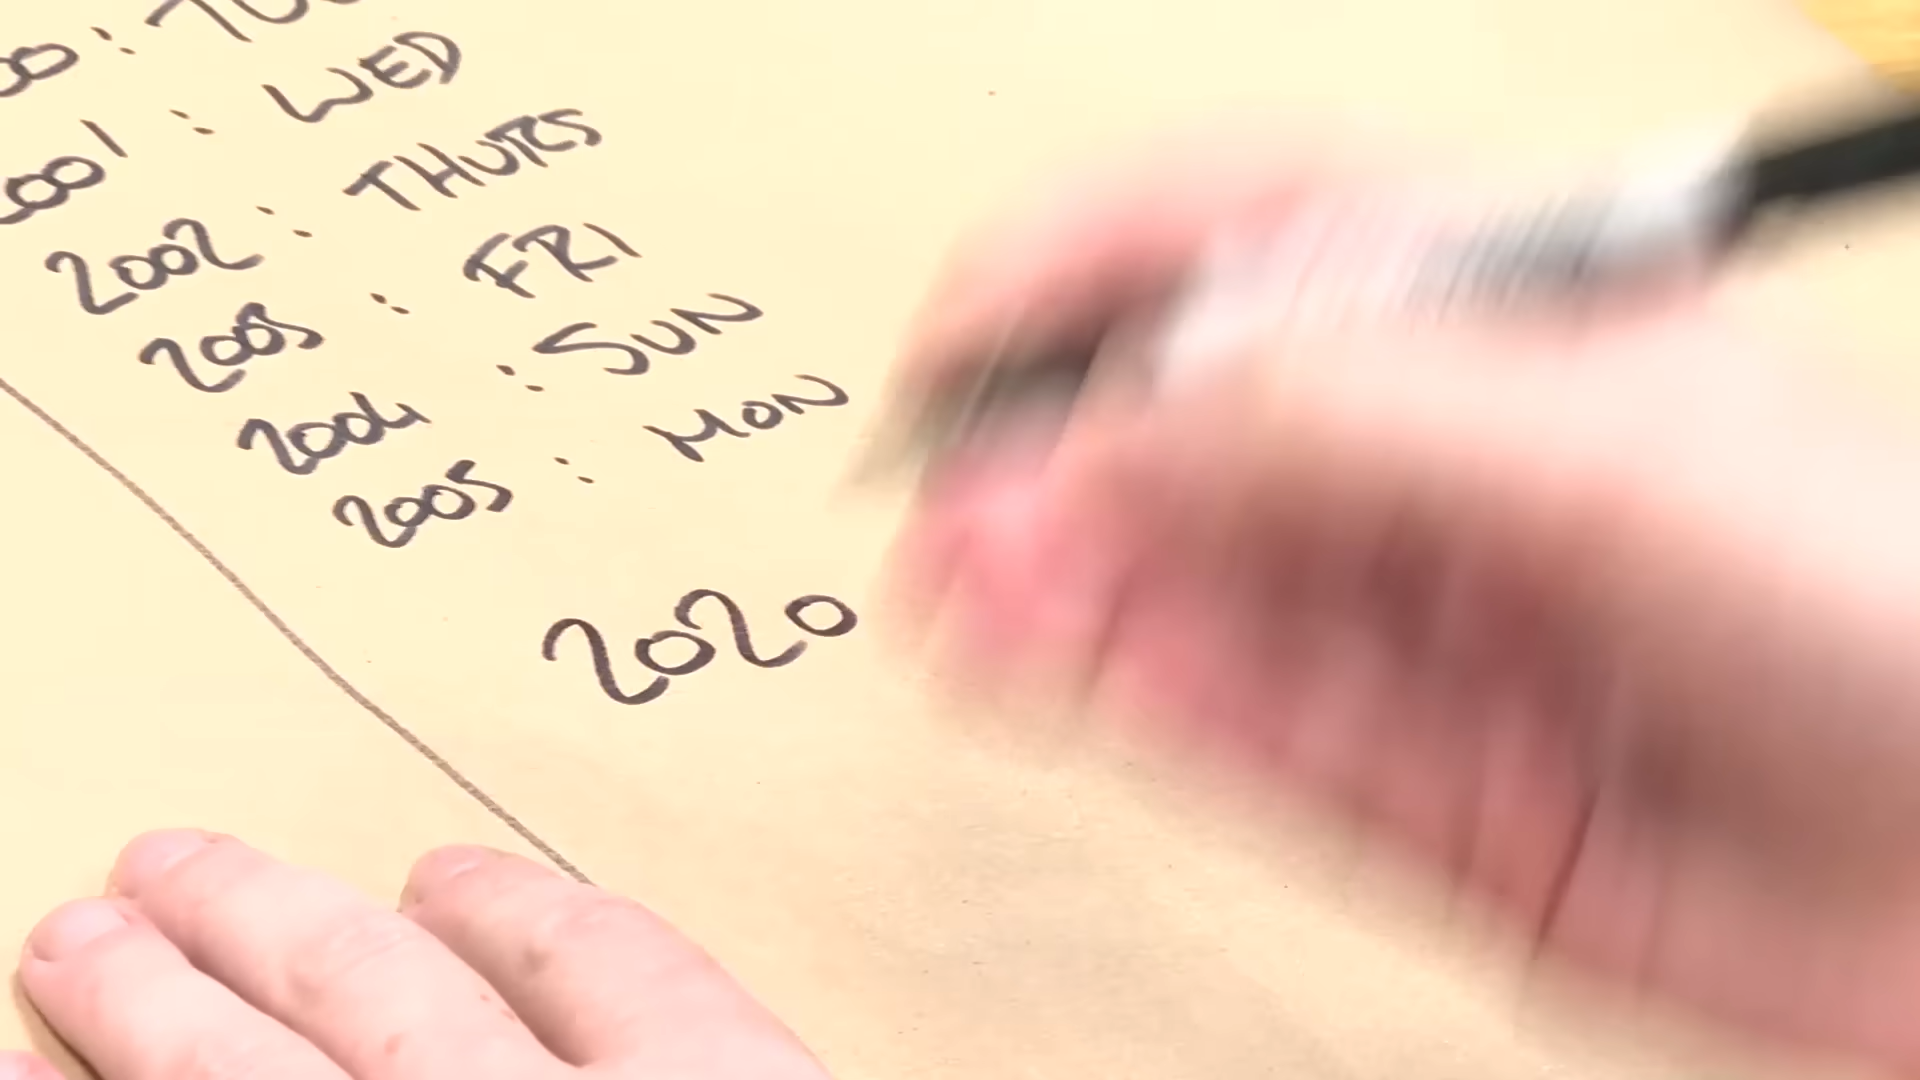 2001 : WED
2002 : THURS
2003 : FRI
2004 : SUN
2005 : MON
2020